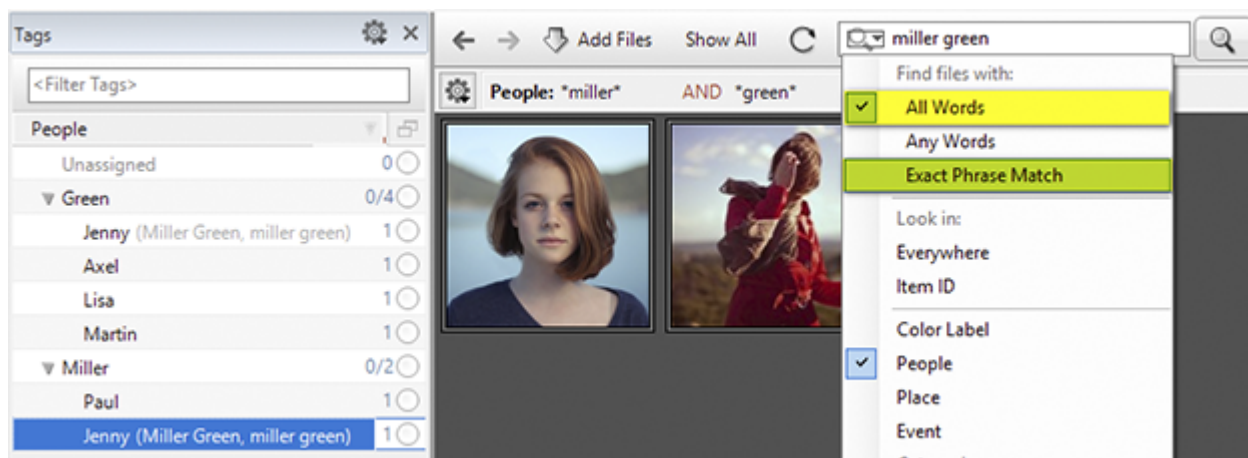 Tags
<Filter Tags>
People
Unassigned 0
Green 0/4
Jenny (Miller Green, miller green) 1
Axel 1
Lisa 1
Martin 1
Miller 0/2
Paul 1
Jenny (Miller Green, miller green) 1
Add Files Show All miller green
People: "miller" AND "green"
Find files with:
All Words
Any Words
Exact Phrase Match
Look in:
Everywhere
Item ID
Color Label
People
Place
Event